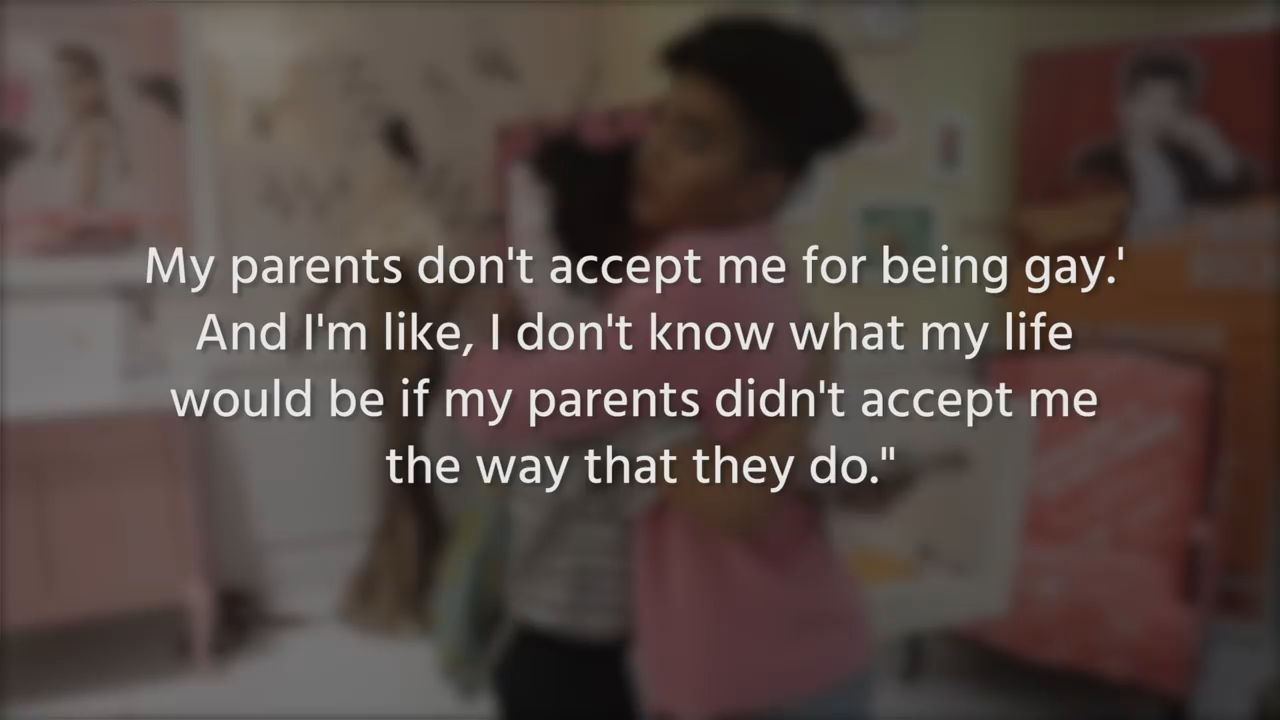 My parents don't accept me for being gay.'
And I'm like, I don't know what my life
would be if my parents didn't accept me
the way that they do."